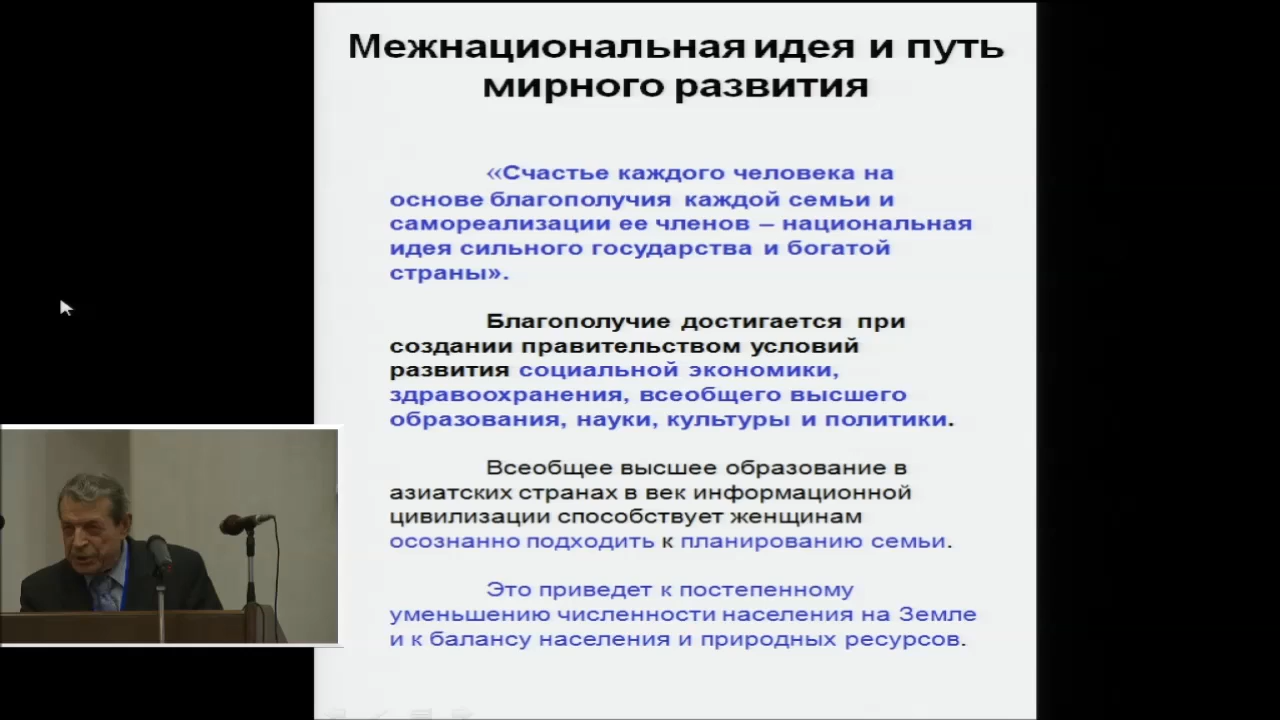 Межнациональная идея и путь
мирного развития
«Счастье каждого человека на
основе благополучия каждой семьи и
самореализации ее членов – национальная
идея сильного государства и богатой
страны».
Благополучие достигается при
создании правительством условий
развития социальной экономики,
здравоохранения, всеобщего высшего
образования, науки, культуры и политики.
Всеобщее высшее образование в
азиатских странах в век информационной
цивилизации способствует женщинам
осознанно подходить к планированию семьи.
Это приведет к постепенному
уменьшению численности населения на Земле
и к балансу населения и природных ресурсов.